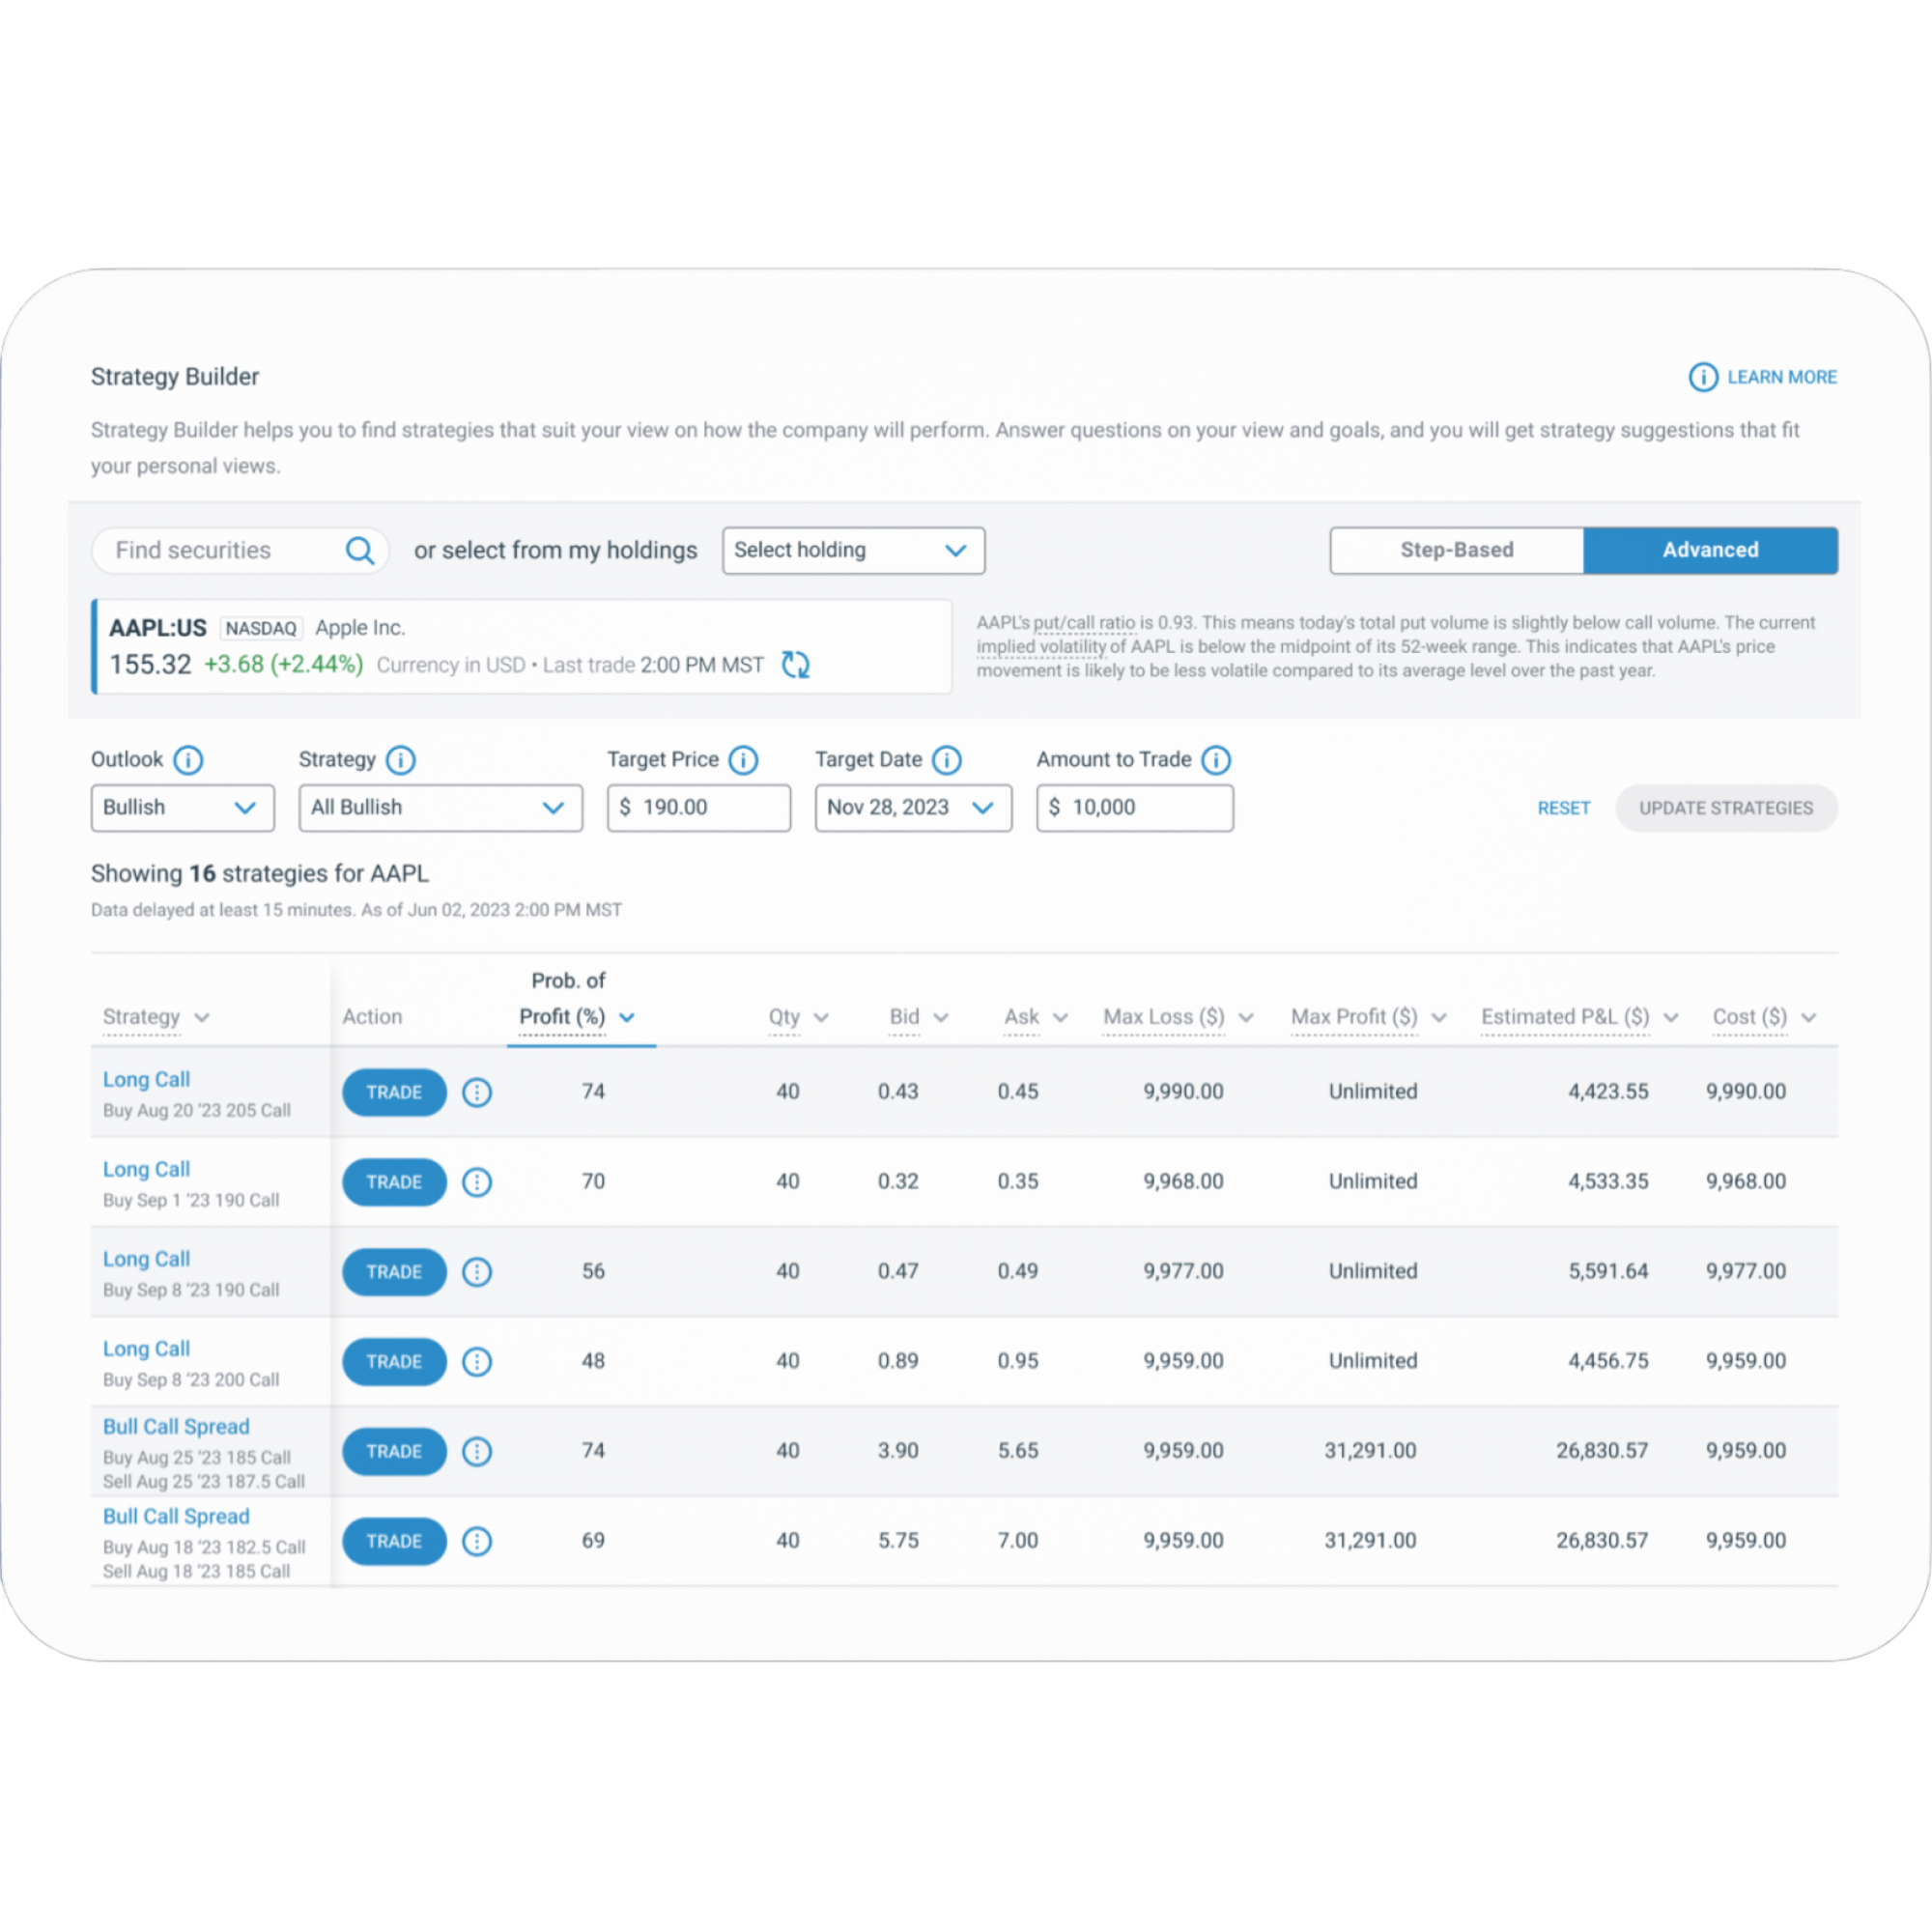 Strategy Builder
LEARN MORE
Strategy Builder helps you to find strategies that suit your view on how the company will perform. Answer questions on your view and goals, and you will get strategy suggestions that fit
your personal views.
Find securities or select from my holdings Select holding Step-Based Advanced
AAPL:US NASDAQ Apple Inc.
155.32 +3.68 (+2.44%) Currency in USD • Last trade 2:00 PM MST
AAPL's put/call ratio is 0.93. This means today's total put volume is slightly below call volume. The current
implied volatility of AAPL is below the midpoint of its 52-week range. This indicates that AAPL's price
movement is likely to be less volatile compared to its average level over the past year.
Outlook Strategy Target Price Target Date Amount to Trade
Bullish All Bullish $ 190.00 Nov 28, 2023 $ 10,000 RESET UPDATE STRATEGIES
Showing 16 strategies for AAPL
Data delayed at least 15 minutes. As of Jun 02, 2023 2:00 PM MST
Prob. of
Strategy Action Profit (%) Qty Bid Ask Max Loss ($) Max Profit ($) Estimated P&L ($) Cost ($)
Long Call
Buy Aug 20 '23 205 Call
TRADE 74 40 0.43 0.45 9,990.00 Unlimited 4,423.55 9,990.00
Long Call
Buy Sep 1 '23 190 Call
TRADE 70 40 0.32 0.35 9,968.00 Unlimited 4,533.35 9,968.00
Long Call
Buy Sep 8 '23 190 Call
TRADE 56 40 0.47 0.49 9,977.00 Unlimited 5,591.64 9,977.00
Long Call
Buy Sep 8 '23 200 Call
TRADE 48 40 0.89 0.95 9,959.00 Unlimited 4,456.75 9,959.00
Bull Call Spread
Buy Aug 25 '23 185 Call
Sell Aug 25 '23 187.5 Call
TRADE 74 40 3.90 5.65 9,959.00 31,291.00 26,830.57 9,959.00
Bull Call Spread
Buy Aug 18 '23 182.5 Call
Sell Aug 18 '23 185 Call
TRADE 69 40 5.75 7.00 9,959.00 31,291.00 26,830.57 9,959.00